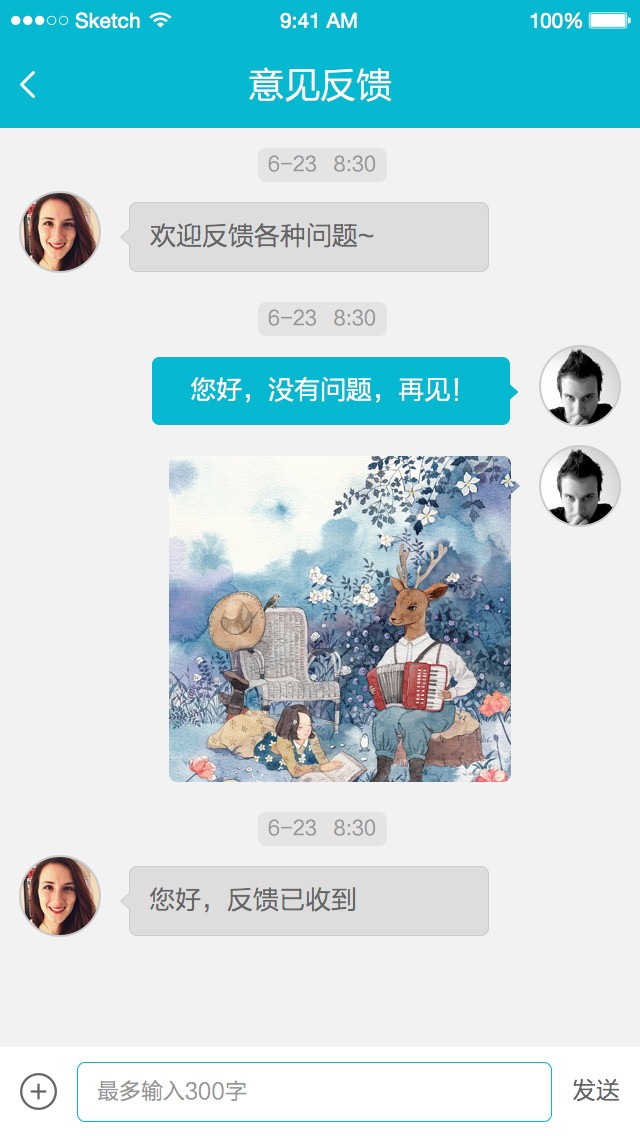 Sketch 9:41 AM 100%
意见反馈
6-23 8:30
欢迎反馈各种问题~
6-23 8:30
您好，没有问题，再见！
6-23 8:30
您好，反馈已收到
最多输入300字 发送